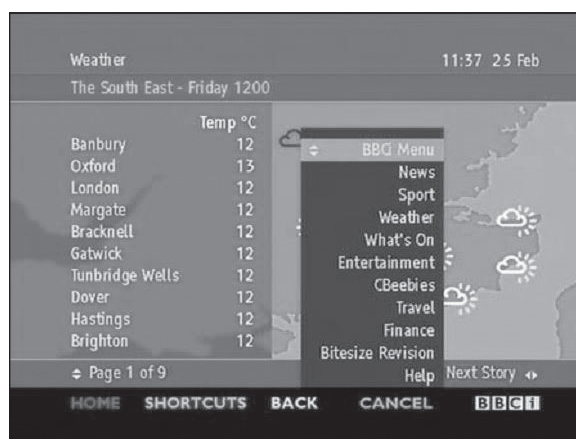 Weather
11:37 25 Feb
The South East - Friday 1200
Temp °C
Banbury 12
Oxford 13
London 12
Margate 12
Bracknell 12
Gatwick 12
Tunbridge Wells 12
Dover 12
Hastings 12
Brighton 12
Page 1 of 9
BBCi Menu
News
Sport
Weather
What's On
Entertainment
CBeebies
Travel
Finance
Bitesize Revision
Help
Next Story
HOME SHORTCUTS BACK CANCEL BBCi